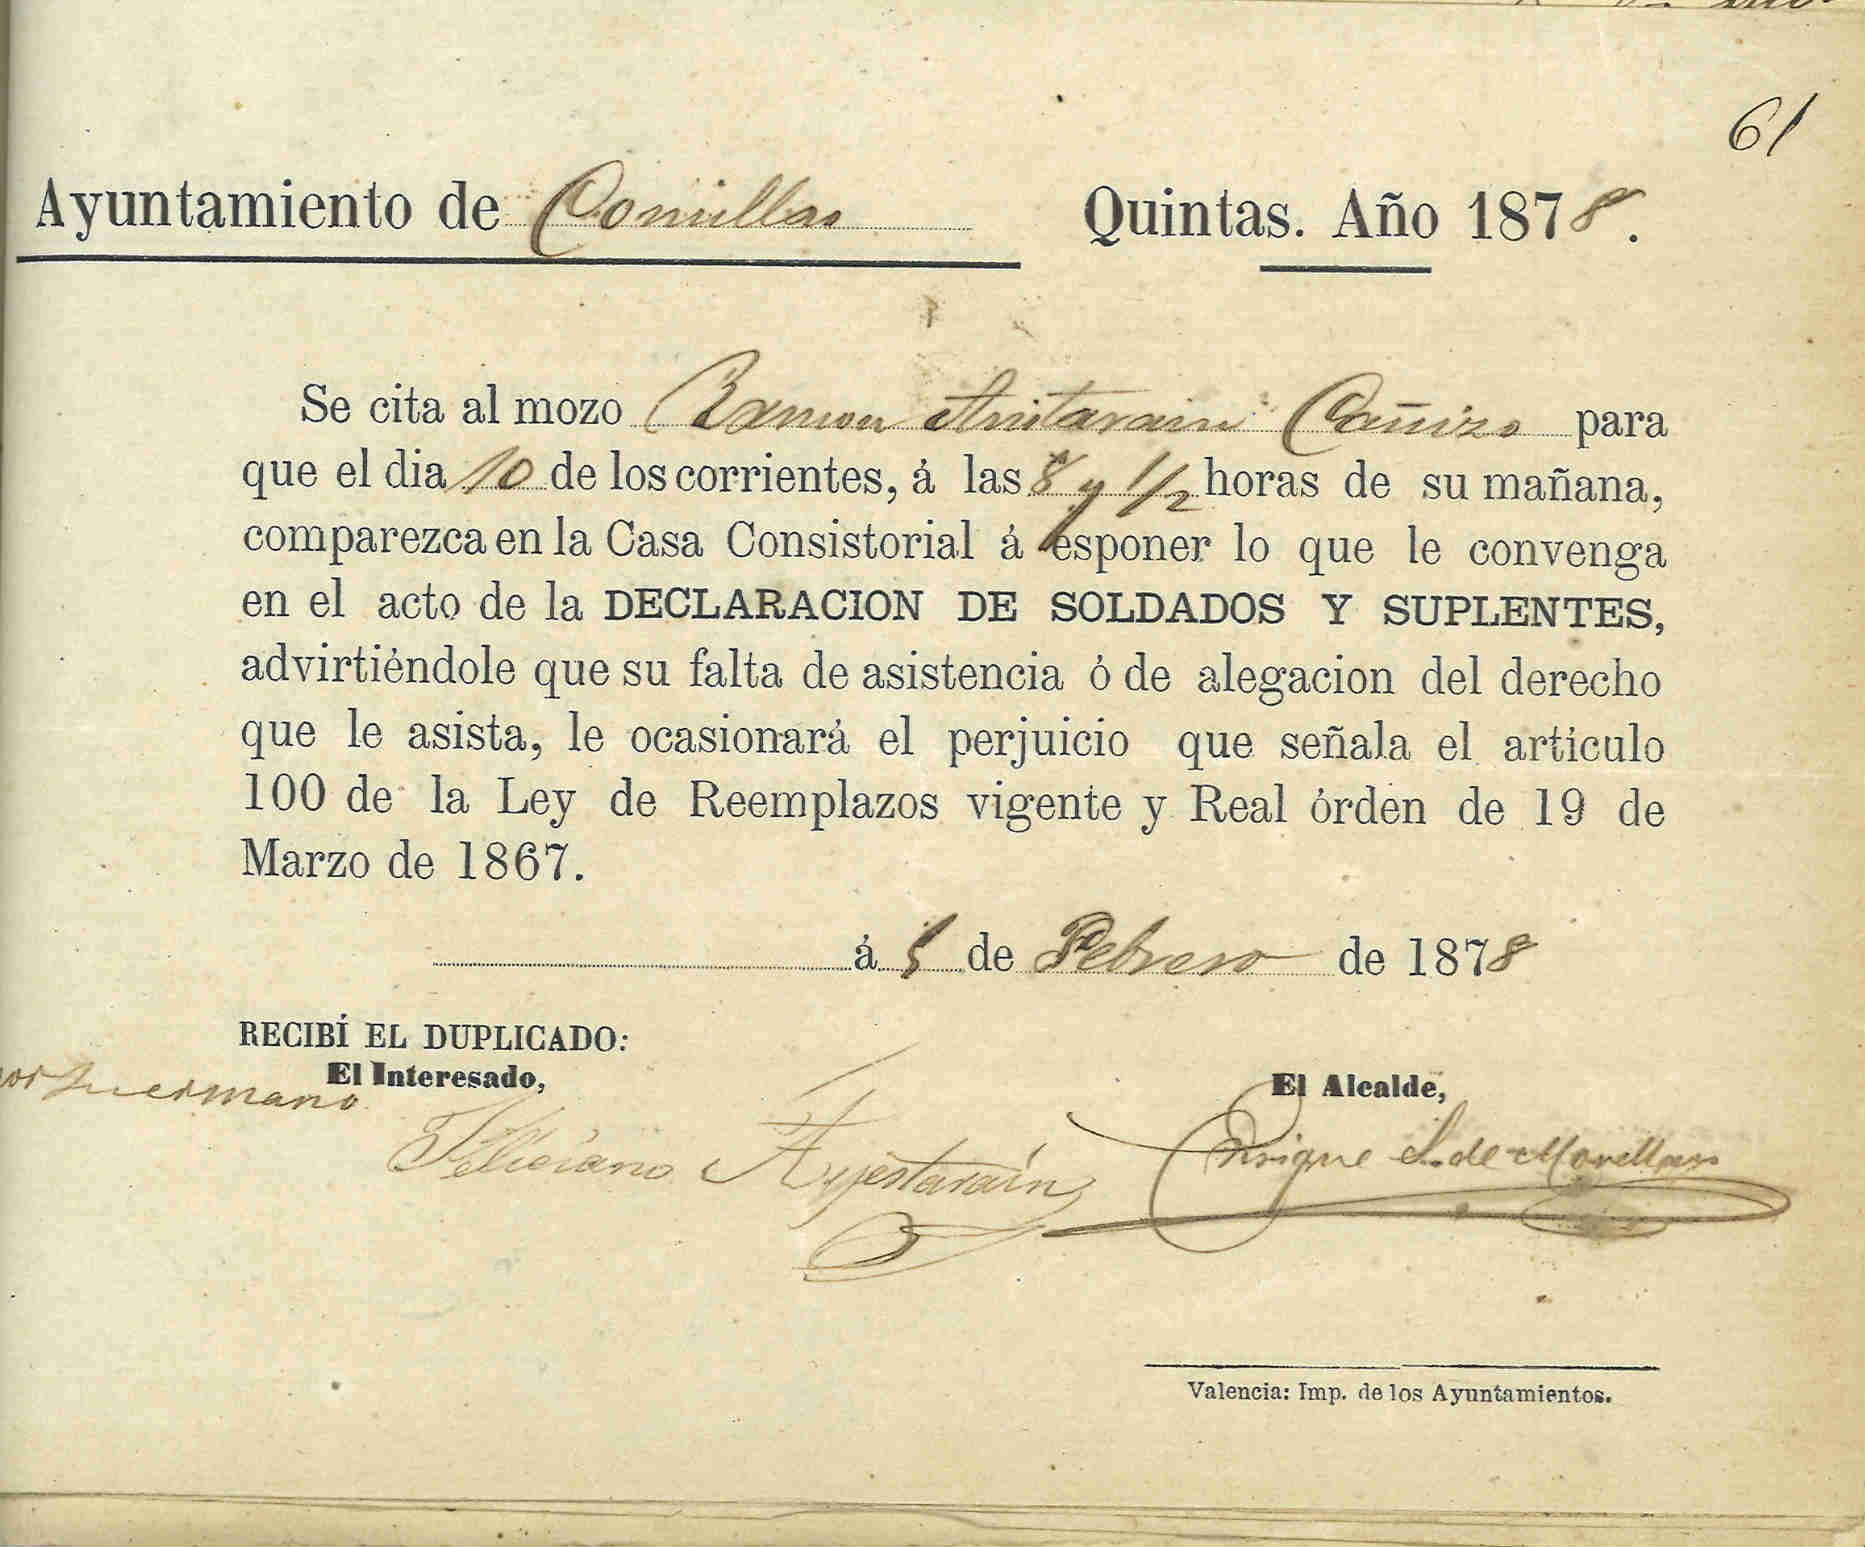 61
Ayuntamiento de Comillas Quintas. Año 1878.
Se cita al mozo Ramon Aristarain Cañizo para
que el dia 10 de los corrientes, á las 8 y 1/2 horas de su mañana,
comparezca en la Casa Consistorial á esponer lo que le convenga
en el acto de la DECLARACION DE SOLDADOS Y SUPLENTES,
advirtiéndole que su falta de asistencia ó de alegacion del derecho
que le asista, le ocasionará el perjuicio que señala el artículo
100 de la Ley de Reemplazos vigente y Real órden de 19 de
Marzo de 1867.
á de Febrero de 1878
RECIBÍ EL DUPLICADO:
El Interesado,
El Alcalde,
hermano
Feliciano Ayestaraín
Enrique S. de Movellan
Valencia: Imp. de los Ayuntamientos.